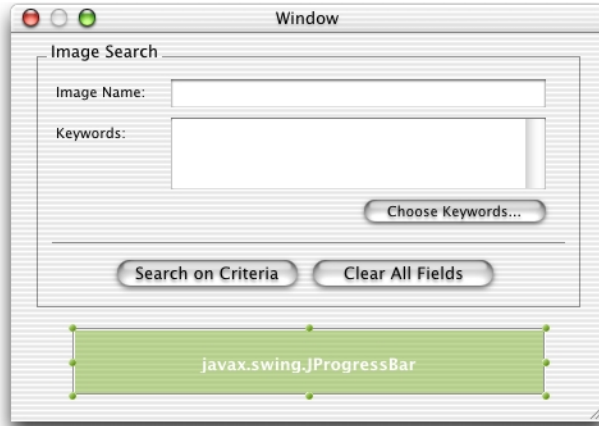 Window
Image Search
Image Name:
Keywords:
Choose Keywords...
Search on Criteria
Clear All Fields
javax.swing.JProgressBar